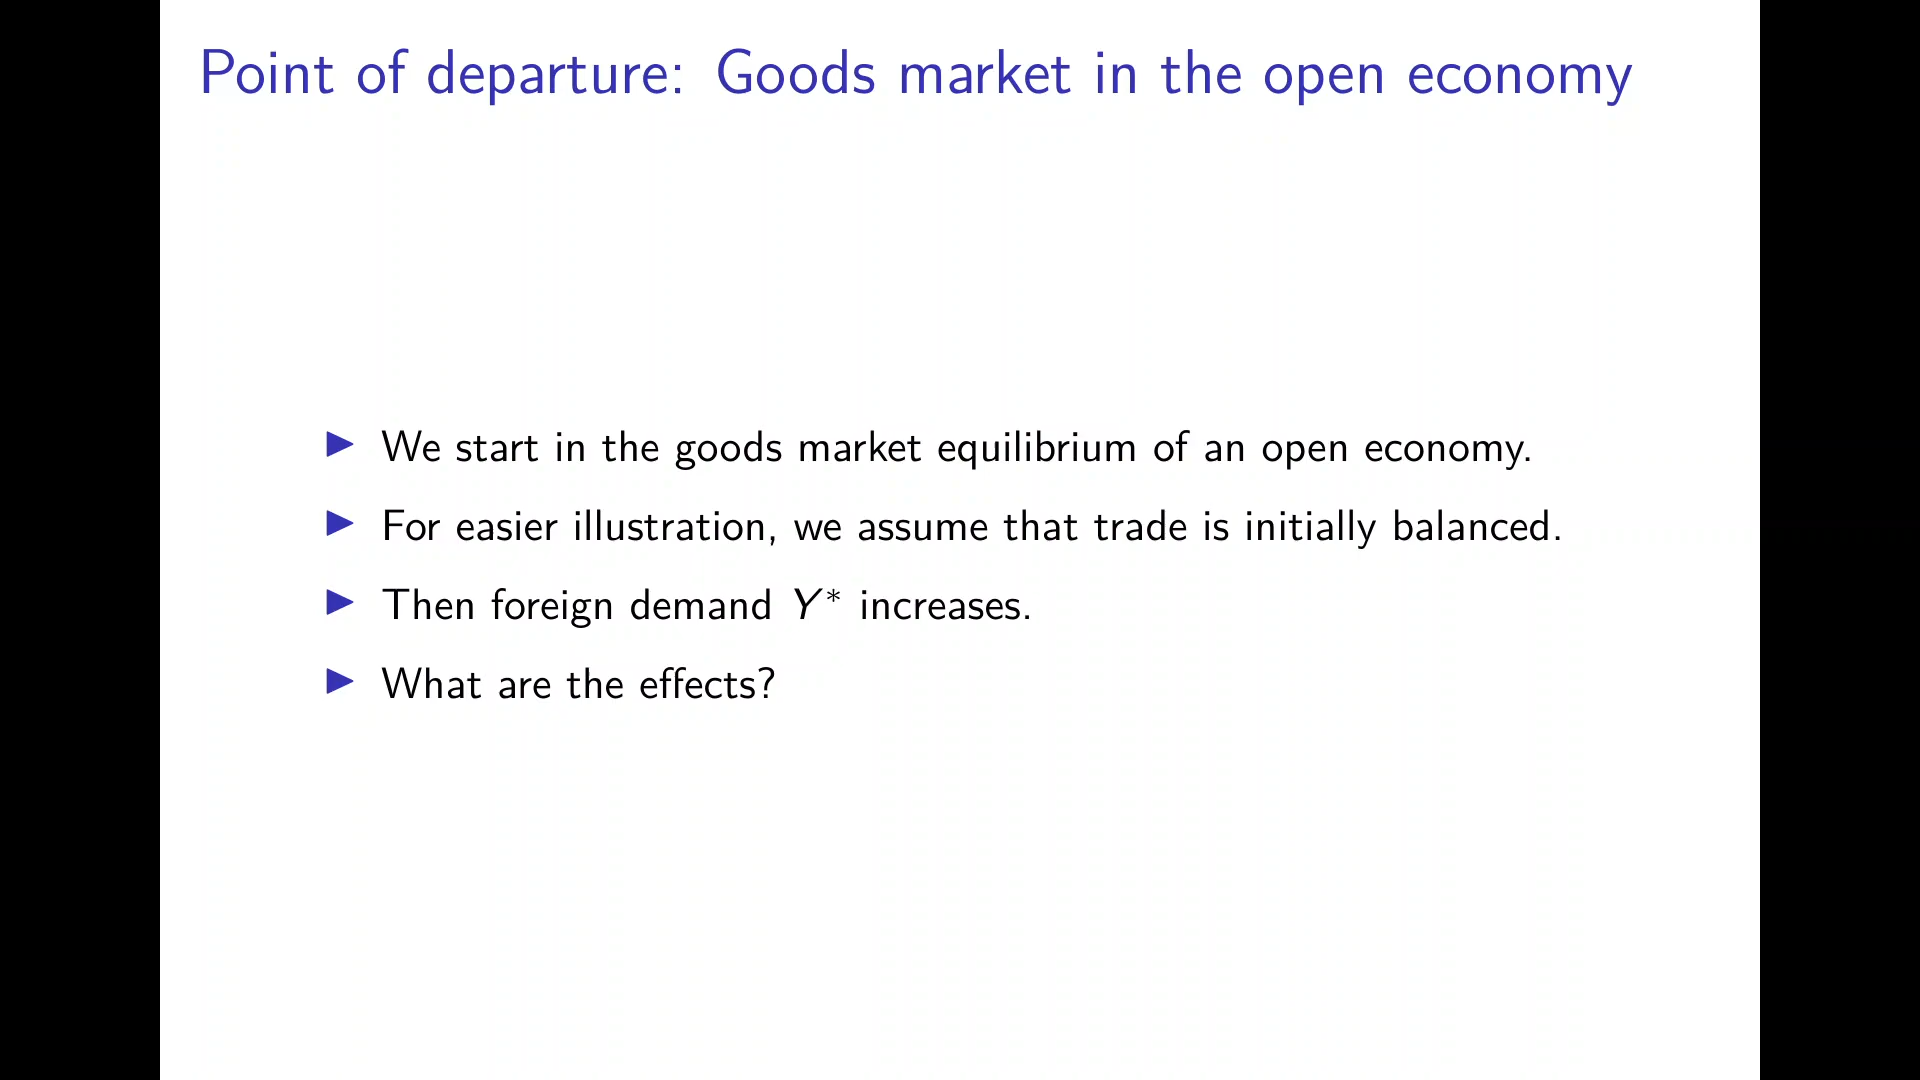 Point of departure: Goods market in the open economy
▶ We start in the goods market equilibrium of an open economy.
▶ For easier illustration, we assume that trade is initially balanced.
▶ Then foreign demand Y* increases.
▶ What are the effects?